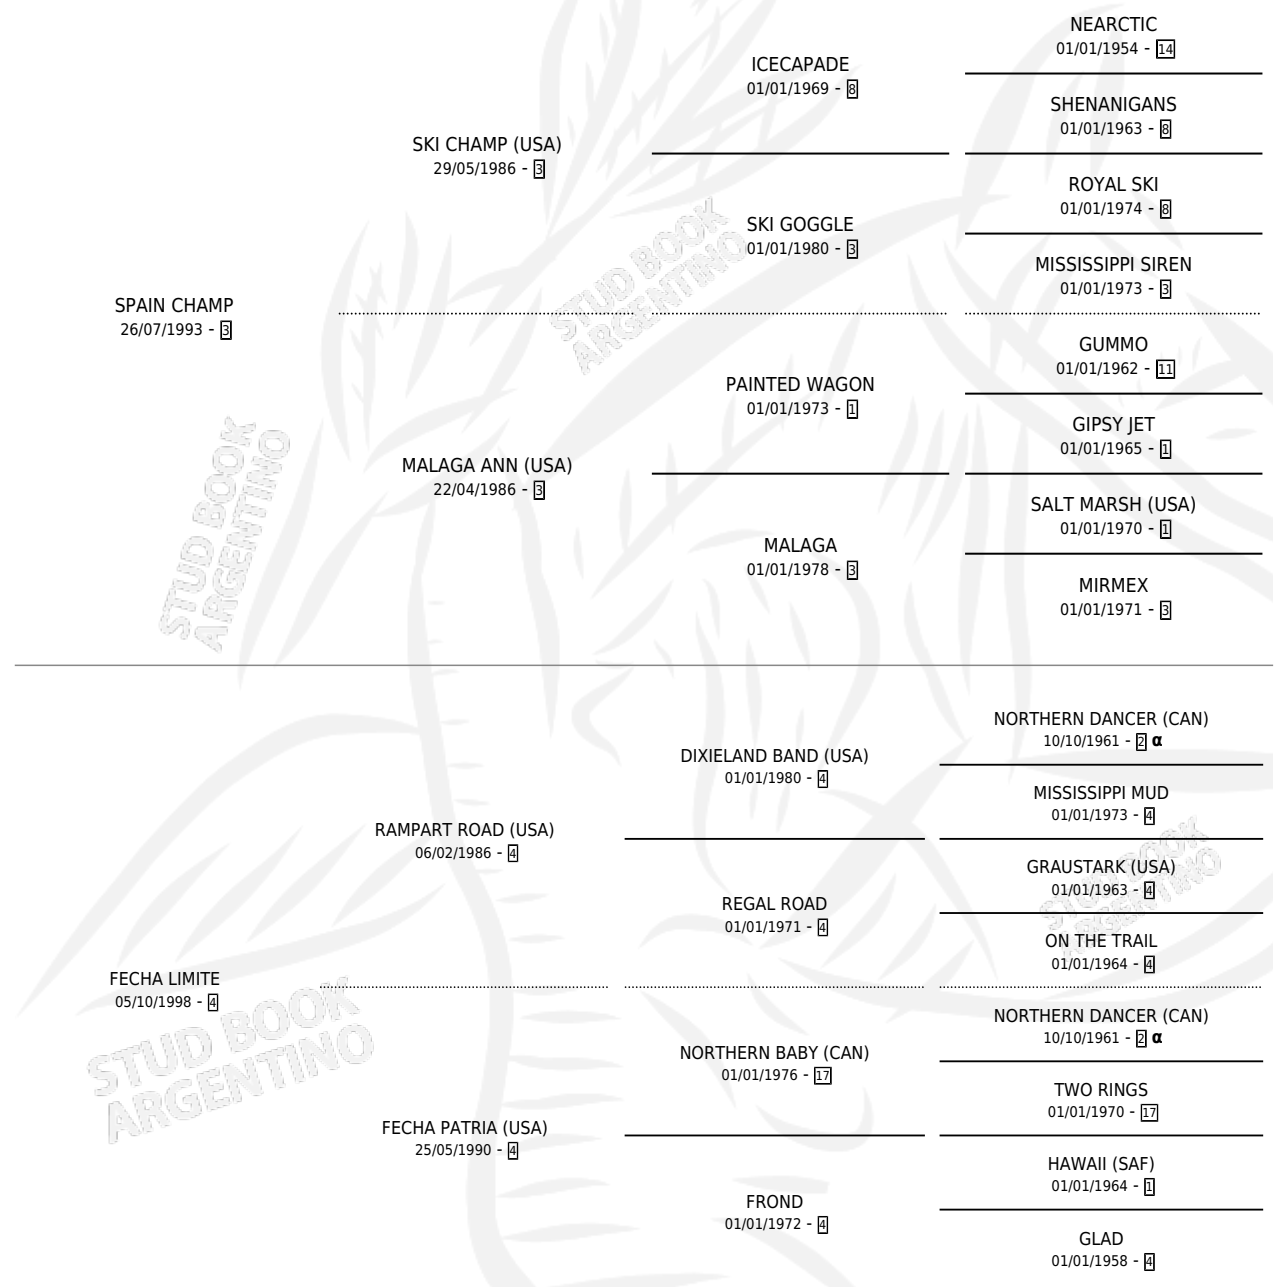 NEARCTIC
01/01/1954 - 14
ICECAPADE
01/01/1969 - 8
SHENANIGANS
01/01/1963 - 8
SKI CHAMP (USA)
29/05/1986 - 3
ROYAL SKI
01/01/1974 - 8
SKI GOGGLE
01/01/1980 - 3
MISSISSIPPI SIREN
01/01/1973 - 3
SPAIN CHAMP
26/07/1993 - 3
GUMMO
01/01/1962 - 11
PAINTED WAGON
01/01/1973 - 1
GIPSY JET
01/01/1965 - 1
MALAGA ANN (USA)
22/04/1986 - 3
SALT MARSH (USA)
01/01/1970 - 1
MALAGA
01/01/1978 - 3
MIRMEX
01/01/1971 - 3
STUD BOOK
ARGENTINO
STUD BOOK
ARGENTINO
NORTHERN DANCER (CAN)
10/10/1961 - 2 α
DIXIELAND BAND (USA)
01/01/1980 - 4
MISSISSIPPI MUD
01/01/1973 - 4
RAMPART ROAD (USA)
06/02/1986 - 4
GRAUSTARK (USA)
01/01/1963 - 4
REGAL ROAD
01/01/1971 - 4
ON THE TRAIL
01/01/1964 - 4
FECHA LIMITE
05/10/1998 - 4
NORTHERN DANCER (CAN)
10/10/1961 - 2 α
NORTHERN BABY (CAN)
01/01/1976 - 17
TWO RINGS
01/01/1970 - 17
FECHA PATRIA (USA)
25/05/1990 - 4
HAWAII (SAF)
01/01/1964 - 1
FROND
01/01/1972 - 4
GLAD
01/01/1958 - 4
STUD BOOK
ARGENTINO
STUD BOOK
ARGENTINO